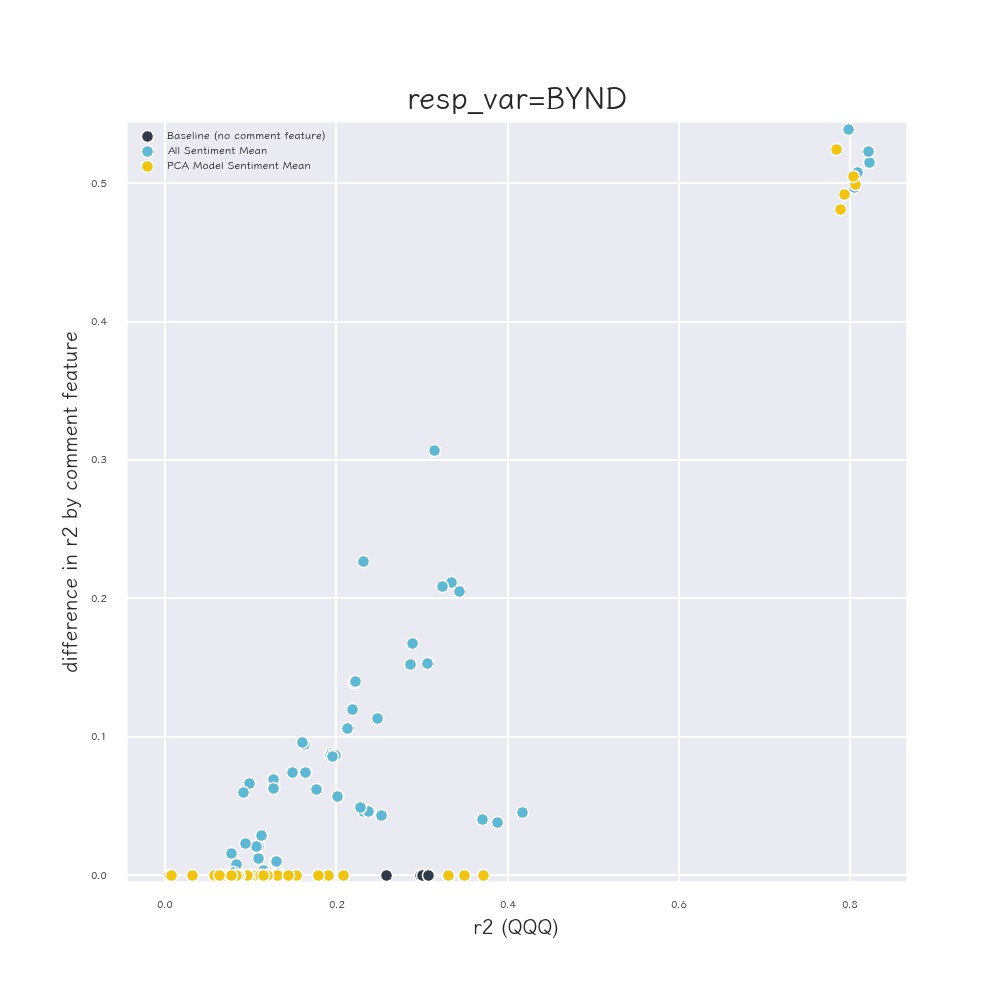 resp_var=BYND
Baseline (no comment feature)
All Sentiment Mean
PCA Model Sentiment Mean
difference in r2 by comment feature
0.5
0.4
0.3
0.2
0.1
0.0
0.0 0.2 0.4 0.6 0.8
r2 (QQQ)